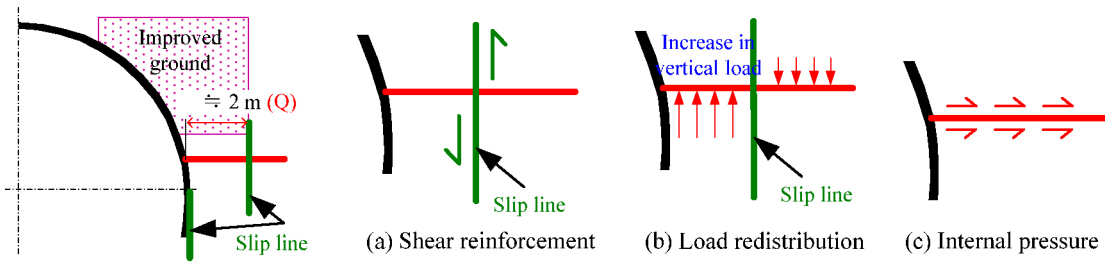 Improved
ground
≒ 2 m (Q)
Slip line
Slip line
(a) Shear reinforcement
Increase in
vertical load
Slip line
(b) Load redistribution
(c) Internal pressure